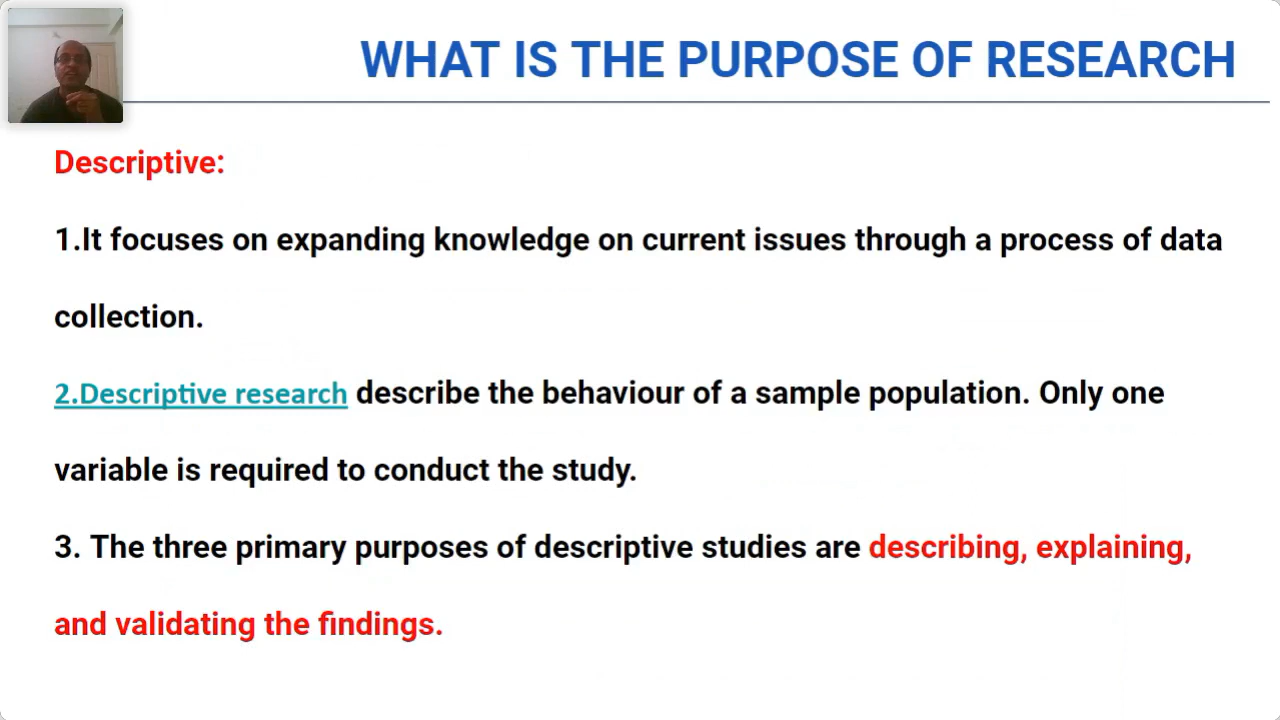 WHAT IS THE PURPOSE OF RESEARCH
Descriptive:
1.It focuses on expanding knowledge on current issues through a process of data
collection.
2.Descriptive research describe the behaviour of a sample population. Only one
variable is required to conduct the study.
3. The three primary purposes of descriptive studies are describing, explaining,
and validating the findings.